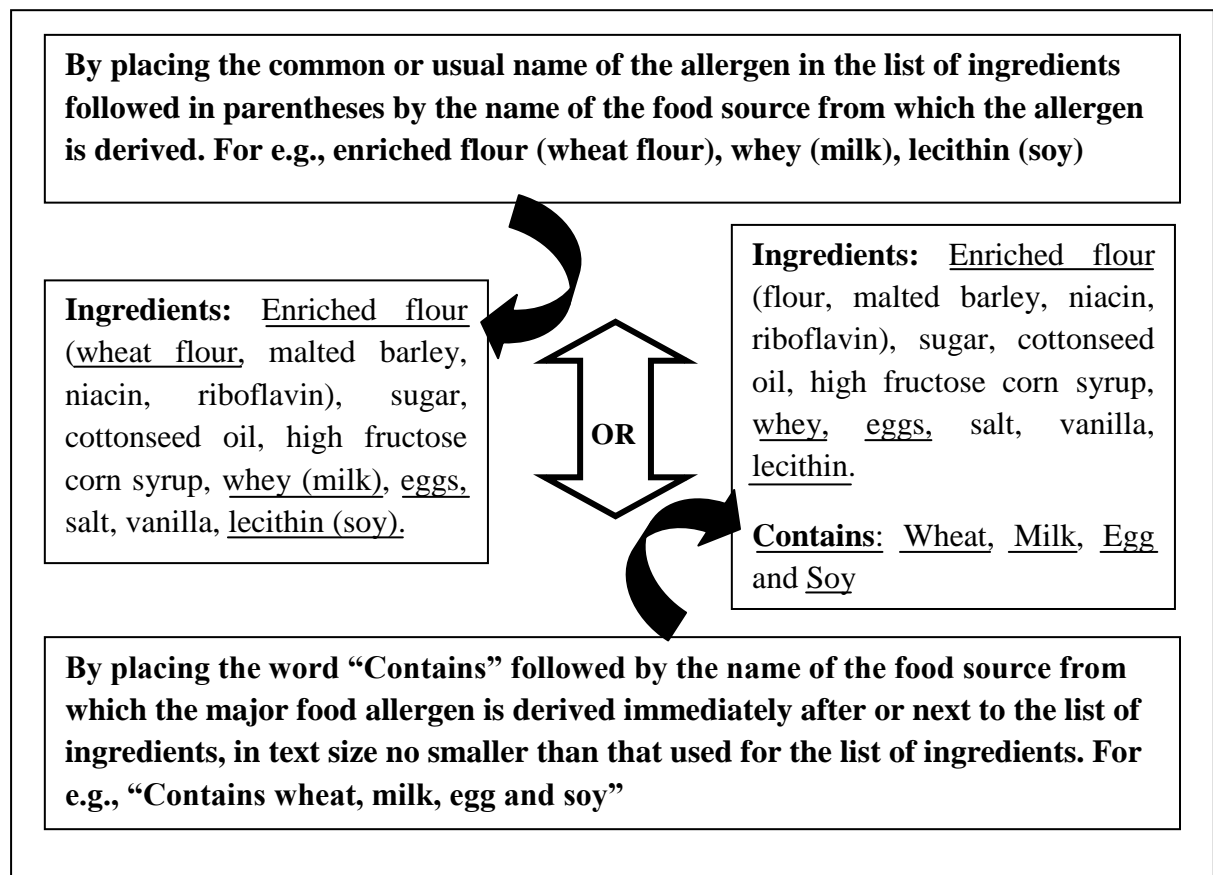 By placing the common or usual name of the allergen in the list of ingredients
followed in parentheses by the name of the food source from which the allergen
is derived. For e.g., enriched flour (wheat flour), whey (milk), lecithin (soy)
Ingredients: Enriched flour
(wheat flour, malted barley,
niacin, riboflavin), sugar,
cottonseed oil, high fructose
corn syrup, whey (milk), eggs,
salt, vanilla, lecithin (soy).
OR
Ingredients: Enriched flour
(flour, malted barley, niacin,
riboflavin), sugar, cottonseed
oil, high fructose corn syrup,
whey, eggs, salt, vanilla,
lecithin.
Contains: Wheat, Milk, Egg
and Soy
By placing the word “Contains” followed by the name of the food source from
which the major food allergen is derived immediately after or next to the list of
ingredients, in text size no smaller than that used for the list of ingredients. For
e.g., “Contains wheat, milk, egg and soy”